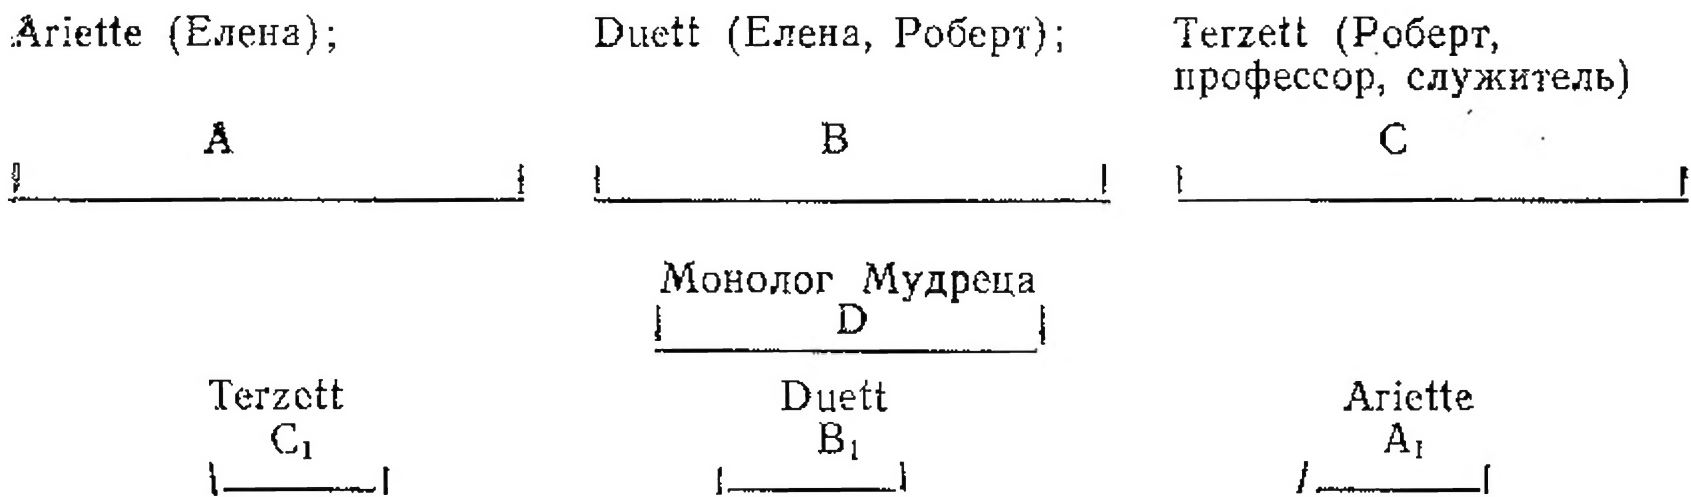 Ariette (Елена); Duett (Елена, Роберт); Terzett (Роберт,
профессор, служитель)
A B C
Монолог Мудреца
D
Terzett Duett Ariette
C₁ B₁ A₁